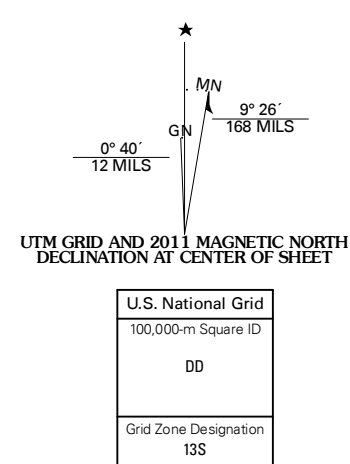 MN
9° 26´
168 MILS
GN
0° 40´
12 MILS
UTM GRID AND 2011 MAGNETIC NORTH
DECLINATION AT CENTER OF SHEET
U.S. National Grid
100,000-m Square ID
DD
Grid Zone Designation
13S